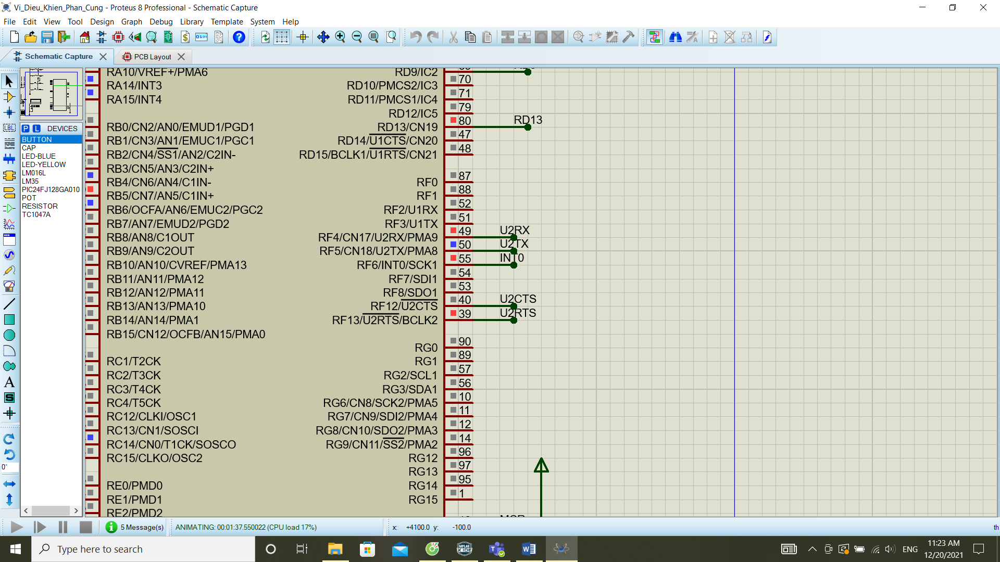 Vi_Dieu_Khien_Phan_Cung - Proteus 8 Professional - Schematic Capture
File Edit View Tool Design Graph Debug Library Template System Help
Schematic Capture
PCB Layout
P L DEVICES
BUTTON
CAP
LED-BLUE
LED-YELLOW
LM016L
LM35
PIC24FJ128GA010
POT
RESISTOR
TC1047A
LBL
A
S
0°
RA10/VREF+/PMA6
RA14/INT3
RA15/INT4
RB0/CN2/AN0/EMUD1/PGD1
RB1/CN3/AN1/EMUC1/PGC1
RB2/CN4/SS1/AN2/C2IN-
RB3/CN5/AN3/C2IN+
RB4/CN6/AN4/C1IN-
RB5/CN7/AN5/C1IN+
RB6/OCFA/AN6/EMUC2/PGC2
RB7/AN7/EMUD2/PGD2
RB8/AN8/C1OUT
RB9/AN9/C2OUT
RB10/AN10/CVREF/PMA13
RB11/AN11/PMA12
RB12/AN12/PMA11
RB13/AN13/PMA10
RB14/AN14/PMA1
RB15/CN12/OCFB/AN15/PMA0
RC1/T2CK
RC2/T3CK
RC3/T4CK
RC4/T5CK
RC12/CLKI/OSC1
RC13/CN1/SOSCI
RC14/CN0/T1CK/SOSCO
RC15/CLKO/OSC2
RE0/PMD0
RE1/PMD1
RE2/PMD2
RD9/IC2
RD10/PMCS2/IC3 70
RD11/PMCS1/IC4 71
RD12/IC5 79
RD13/CN19 80 RD13
RD14/U1CTS/CN20 47
RD15/BCLK1/U1RTS/CN21 48
RF0 87
RF1 88
RF2/U1RX 52
RF3/U1TX 51
RF4/CN17/U2RX/PMA9 49 U2RX
RF5/CN18/U2TX/PMA8 50 U2TX
RF6/INT0/SCK1 55 INT0
RF7/SDI1 54
RF8/SDO1 53
RF12/U2CTS 40 U2CTS
RF13/U2RTS/BCLK2 39 U2RTS
RG0 90
RG1 89
RG2/SCL1 57
RG3/SDA1 56
RG6/CN8/SCK2/PMA5 10
RG7/CN9/SDI2/PMA4 11
RG8/CN10/SDO2/PMA3 12
RG9/CN11/SS2/PMA2 14
RG12 96
RG13 97
RG14 95
RG15 1
5 Message(s) ANIMATING: 00:01:37.550022 (CPU load 17%) x: +4100.0 y: -100.0 th
Type here to search
ENG
11:23 AM
12/20/2021